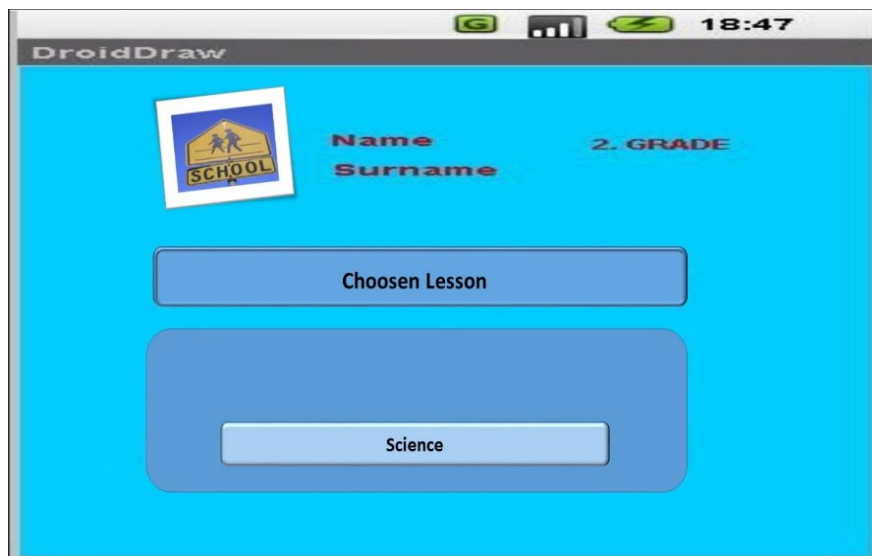 G 18:47
DroidDraw
SCHOOL
Name 2. GRADE
Surname
Choosen Lesson
Science